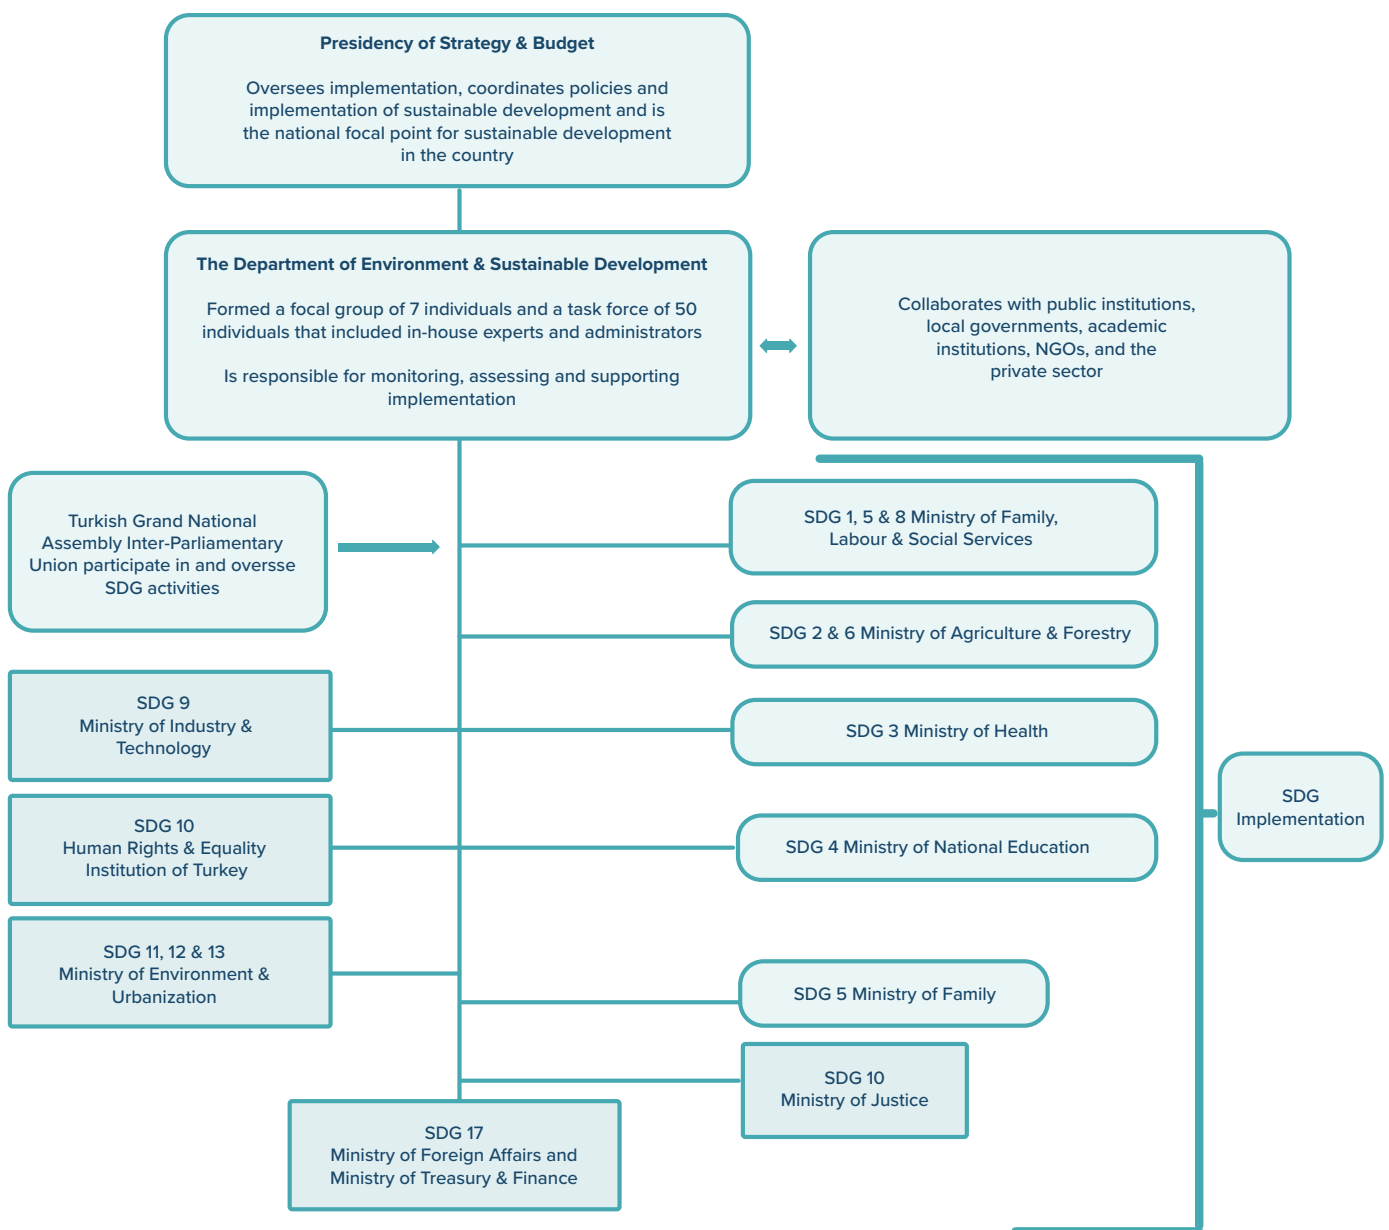 Presidency of Strategy & Budget
Oversees implementation, coordinates policies and
implementation of sustainable development and is
the national focal point for sustainable development
in the country
The Department of Environment & Sustainable Development
Formed a focal group of 7 individuals and a task force of 50
individuals that included in-house experts and administrators
Is responsible for monitoring, assessing and supporting
implementation
Collaborates with public institutions,
local governments, academic
institutions, NGOs, and the
private sector
Turkish Grand National
Assembly Inter-Parliamentary
Union participate in and oversse
SDG activities
SDG 1, 5 & 8 Ministry of Family,
Labour & Social Services
SDG 2 & 6 Ministry of Agriculture & Forestry
SDG 9
Ministry of Industry &
Technology
SDG 3 Ministry of Health
SDG
Implementation
SDG 10
Human Rights & Equality
Institution of Turkey
SDG 4 Ministry of National Education
SDG 11, 12 & 13
Ministry of Environment &
Urbanization
SDG 5 Ministry of Family
SDG 10
Ministry of Justice
SDG 17
Ministry of Foreign Affairs and
Ministry of Treasury & Finance